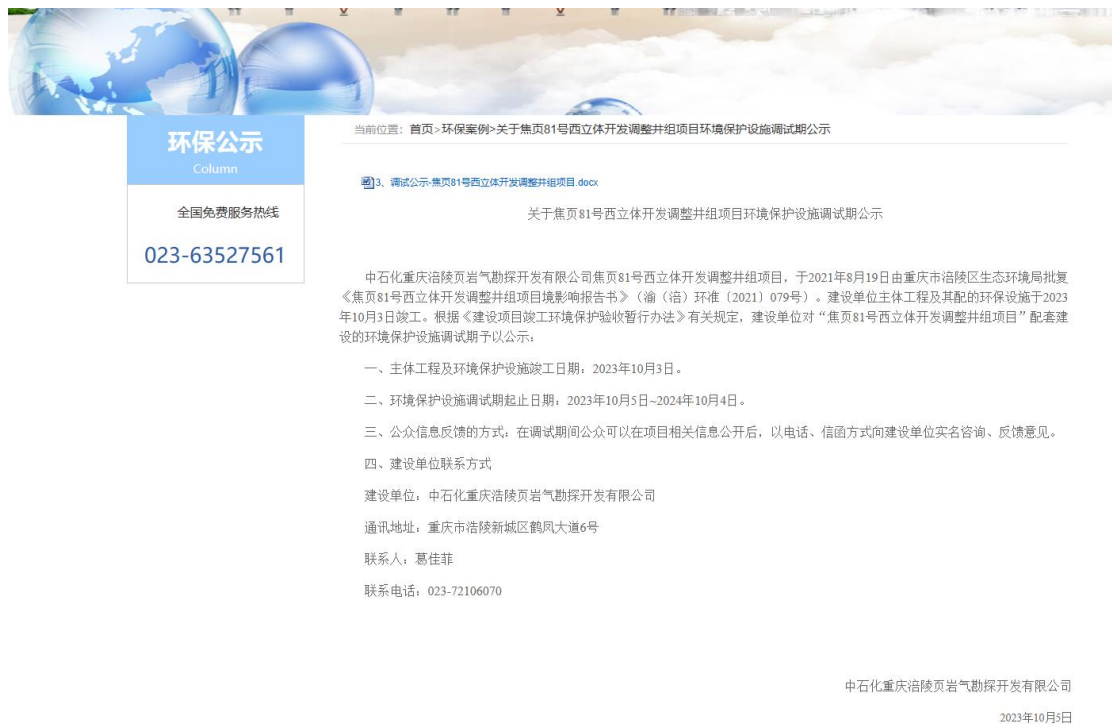 当前位置：首页>环保案例>关于焦页81号西立体开发调整井组项目环境保护设施调试期公示
环保公示
Column
全国免费服务热线
023-63527561
3、调试公示-焦页81号西立体开发调整井组项目.docx
关于焦页81号西立体开发调整井组项目环境保护设施调试期公示
中石化重庆涪陵页岩气勘探开发有限公司焦页81号西立体开发调整井组项目，于2021年8月19日由重庆市涪陵区生态环境局批复
《焦页81号西立体开发调整井组项目境影响报告书》（渝（涪）环准〔2021〕079号）。建设单位主体工程及其配的环保设施于2023
年10月3日竣工。根据《建设项目竣工环境保护验收暂行办法》有关规定，建设单位对“焦页81号西立体开发调整井组项目”配套建
设的环境保护设施调试期予以公示：
一、主体工程及环境保护设施竣工日期：2023年10月3日。
二、环境保护设施调试期起止日期：2023年10月5日~2024年10月4日。
三、公众信息反馈的方式：在调试期间公众可以在项目相关信息公开后，以电话、信函方式向建设单位实名咨询、反馈意见。
四、建设单位联系方式
建设单位：中石化重庆涪陵页岩气勘探开发有限公司
通讯地址：重庆市涪陵新城区鹤凤大道6号
联系人：葛佳菲
联系电话：023-72106070
中石化重庆涪陵页岩气勘探开发有限公司
2023年10月5日